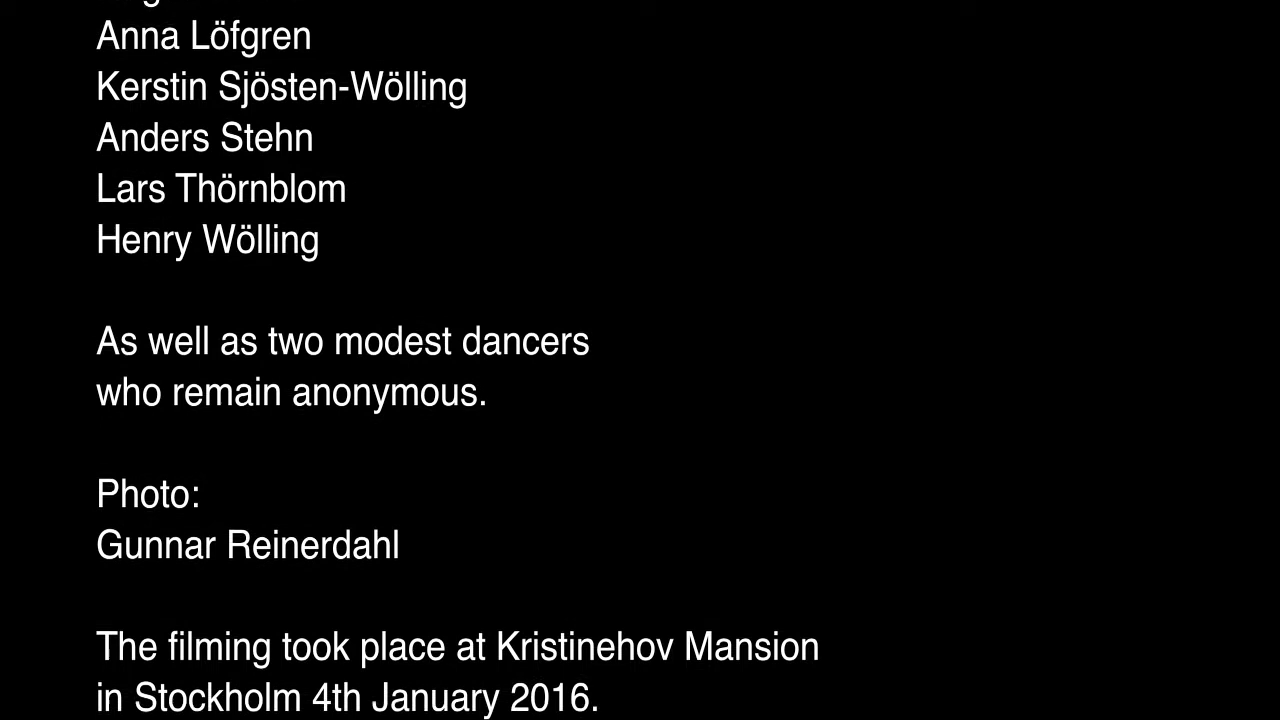 Anna Löfgren
Kerstin Sjösten-Wölling
Anders Stehn
Lars Thörnblom
Henry Wölling
As well as two modest dancers
who remain anonymous.
Photo:
Gunnar Reinerdahl
The filming took place at Kristinehov Mansion
in Stockholm 4th January 2016.